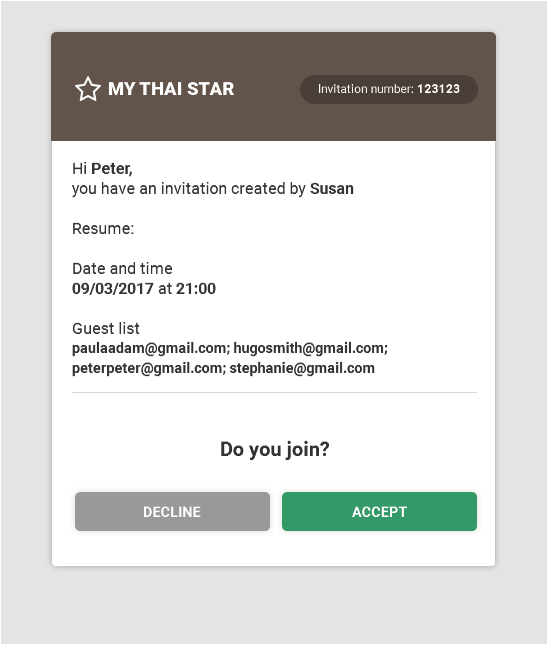 MY THAI STAR
Invitation number: 123123
Hi Peter,
you have an invitation created by Susan
Resume:
Date and time
09/03/2017 at 21:00
Guest list
paulaadam@gmail.com; hugosmith@gmail.com;
peterpeter@gmail.com; stephanie@gmail.com
Do you join?
DECLINE
ACCEPT